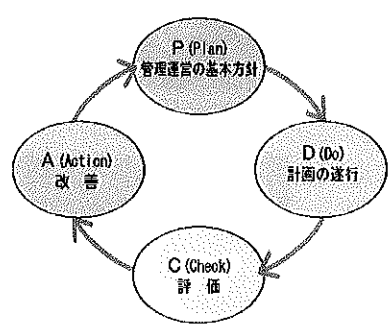 P (Plan)
管理運営の基本方針
D (Do)
計画の遂行
C (Check)
評 価
A (Action)
改 善